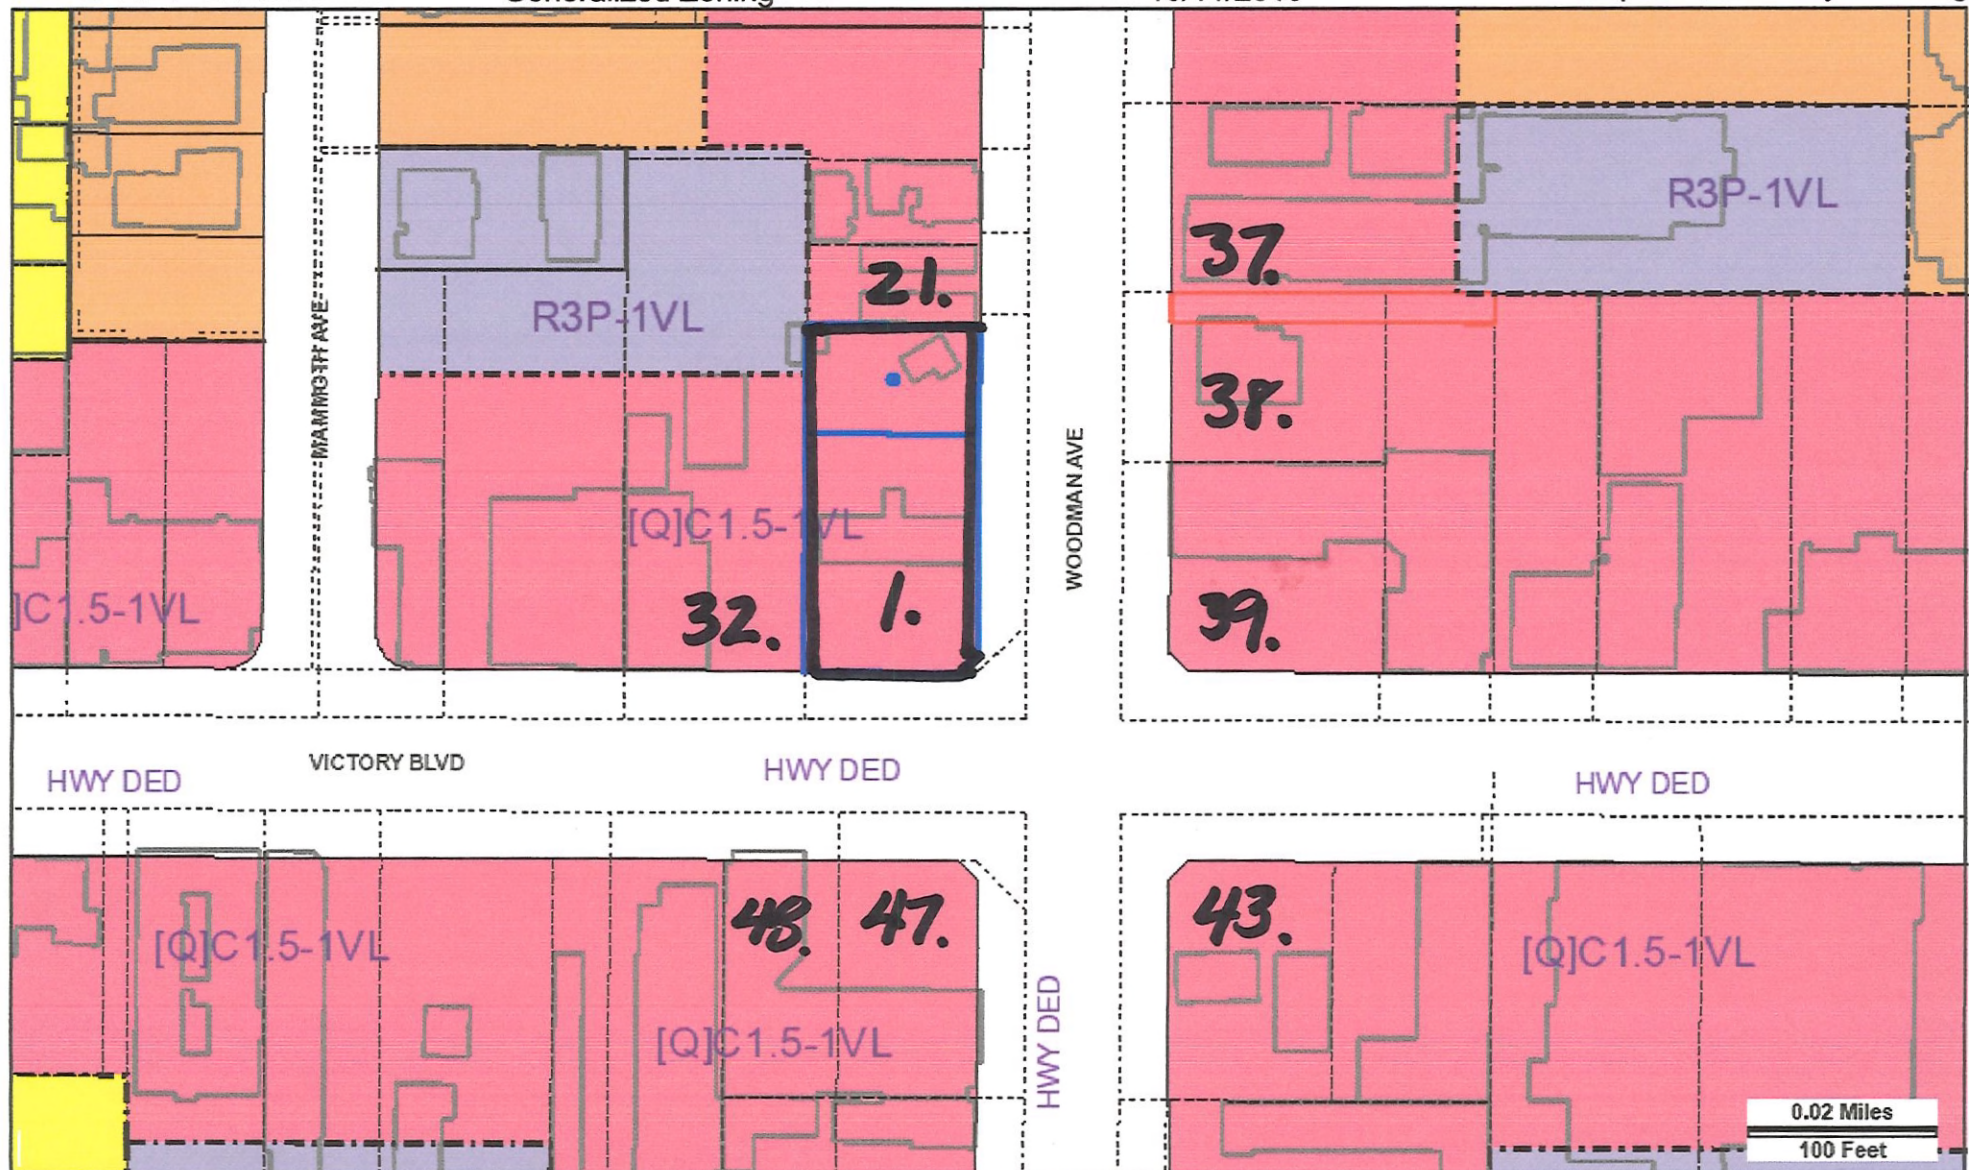 Generalized Zoning
R3P-1VL
37.
21.
R3P-1VL
MAMMOTH AVE
38.
WOODMAN AVE
[Q]C1.5-1VL
]C1.5-1VL
32.
1.
39.
VICTORY BLVD
HWY DED
HWY DED
HWY DED
48.
47.
43.
[Q]C1.5-1VL
[Q]C1.5-1VL
[Q]C1.5-1VL
HWY DED
0.02 Miles
100 Feet